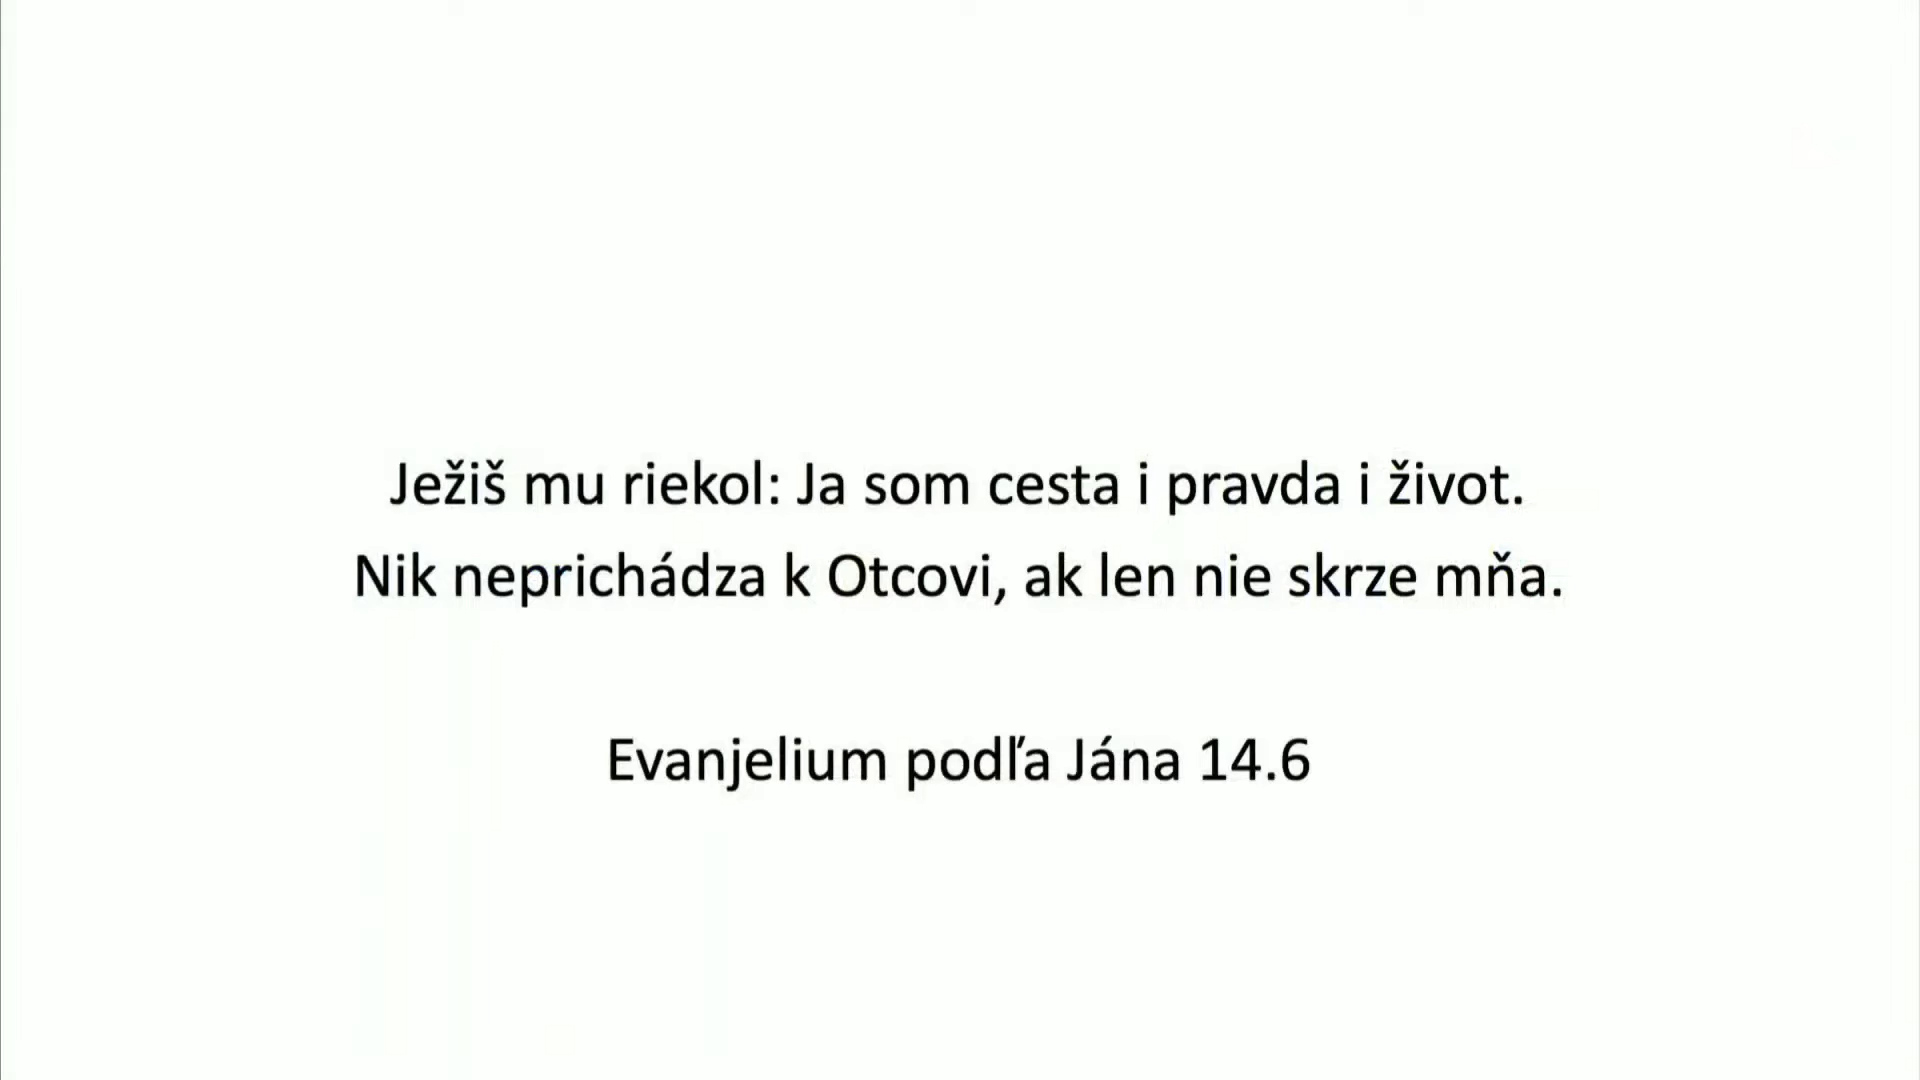 Ježiš mu riekol: Ja som cesta i pravda i život.
Nik neprichádza k Otcovi, ak len nie skrze mňa.
Evanjelium podľa Jána 14.6